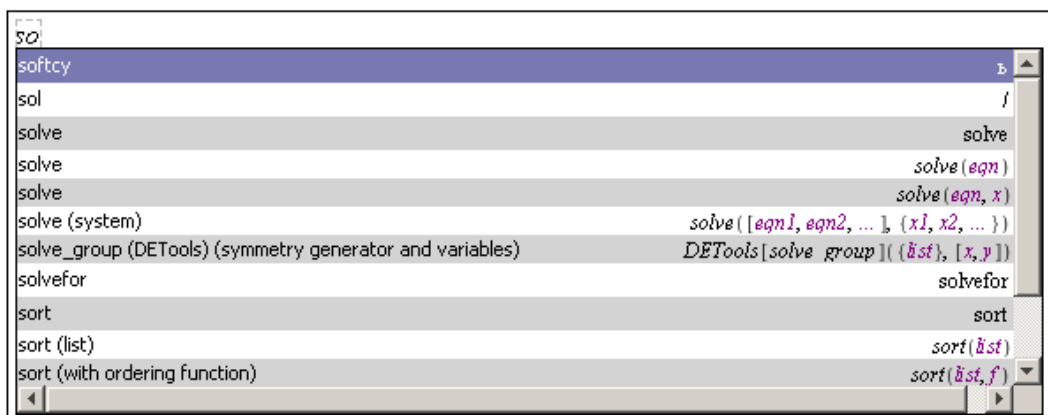 so
softcy ь
sol /
solve solve
solve solve(eqn)
solve solve(eqn, x)
solve (system) solve([eqn1, eqn2, ... ], {x1, x2, ... })
solve_group (DETools) (symmetry generator and variables) DETools[solve_group]({list}, [x, y])
solvefor solvefor
sort sort
sort (list) sort(list)
sort (with ordering function) sort(list, f)